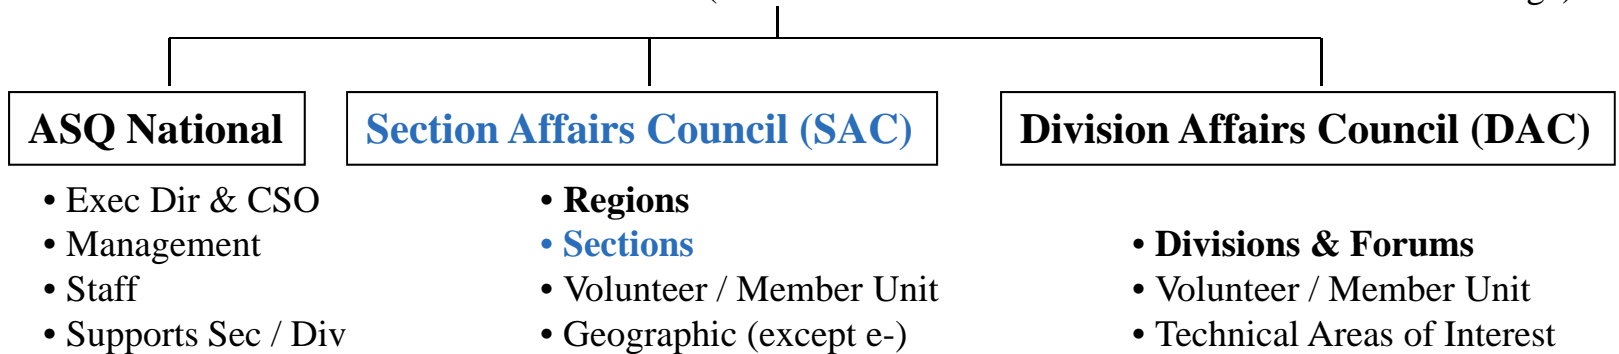 ASQ National
Section Affairs Council (SAC)
Division Affairs Council (DAC)
• Exec Dir & CSO
• Management
• Staff
• Supports Sec / Div
• Regions
• Sections
• Volunteer / Member Unit
• Geographic (except e-)
• Divisions & Forums
• Volunteer / Member Unit
• Technical Areas of Interest